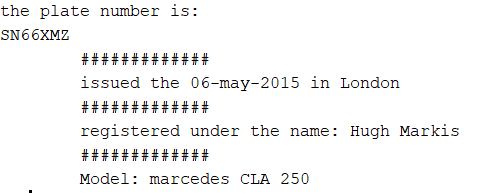 the plate number is:
SN66XMZ
#############
issued the 06-may-2015 in London
#############
registered under the name: Hugh Markis
#############
Model: marcedes CLA 250